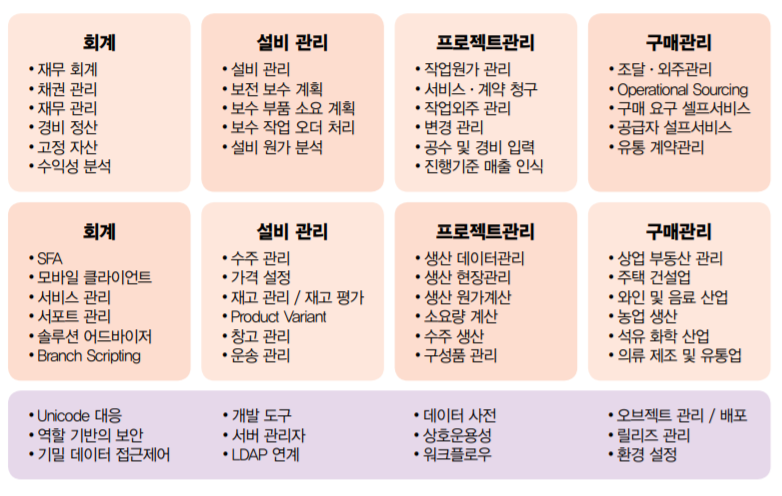 회계
• 재무 회계
• 채권 관리
• 재무 관리
• 경비 정산
• 고정 자산
• 수익성 분석
설비 관리
• 설비 관리
• 보전 보수 계획
• 보수 부품 소요 계획
• 보수 작업 오더 처리
• 설비 원가 분석
프로젝트관리
• 작업원가 관리
• 서비스 · 계약 청구
• 작업외주 관리
• 변경 관리
• 공수 및 경비 입력
• 진행기준 매출 인식
구매관리
• 조달 · 외주관리
• Operational Sourcing
• 구매 요구 셀프서비스
• 공급자 설프서비스
• 유통 계약관리
회계
• SFA
• 모바일 클라이언트
• 서비스 관리
• 서포트 관리
• 솔루션 어드바이저
• Branch Scripting
설비 관리
• 수주 관리
• 가격 설정
• 재고 관리 / 재고 평가
• Product Variant
• 창고 관리
• 운송 관리
프로젝트관리
• 생산 데이터관리
• 생산 현장관리
• 생산 원가계산
• 소요량 계산
• 수주 생산
• 구성품 관리
구매관리
• 상업 부동산 관리
• 주택 건설업
• 와인 및 음료 산업
• 농업 생산
• 석유 화학 산업
• 의류 제조 및 유통업
• Unicode 대응
• 역할 기반의 보안
• 기밀 데이터 접근제어
• 개발 도구
• 서버 관리자
• LDAP 연계
• 데이터 사전
• 상호운용성
• 워크플로우
• 오브젝트 관리 / 배포
• 릴리즈 관리
• 환경 설정